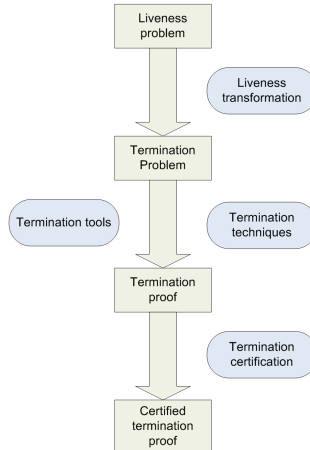 Liveness
problem
Liveness
transformation
Termination
Problem
Termination tools
Termination
techniques
Termination
proof
Termination
certification
Certified
termination
proof